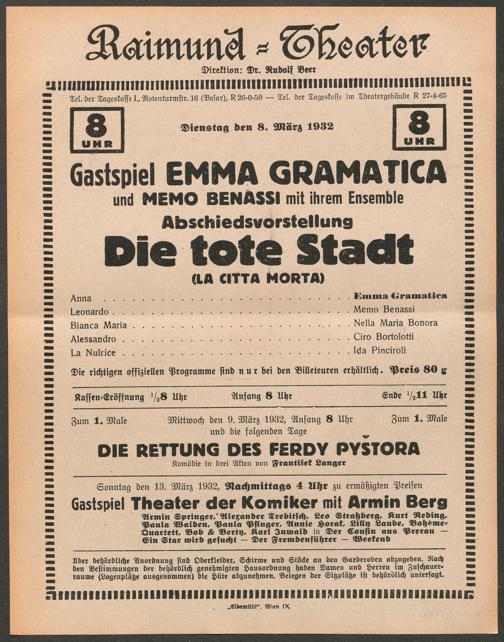 Raimund-Theater
Direktion: Dr. Rudolf Beer
Tel. der Tageskasse I., Rotenturmstr. 16 (Basar), R 26-0-50 — Tel. der Tageskasse im Theatergebäude R 27-4-65
8 UHR
Dienstag den 8. März 1932
8 UHR
Gastspiel EMMA GRAMATICA
und MEMO BENASSI mit ihrem Ensemble
Abschiedsvorstellung
Die tote Stadt
(LA CITTA MORTA)
Anna . . . . . . . . . . . . . . . . . . . . Emma Gramatica
Leonardo . . . . . . . . . . . . . . . . . . . . Memo Benassi
Bianca Maria . . . . . . . . . . . . . . . . . . . . Nella Maria Bonora
Alessandro . . . . . . . . . . . . . . . . . . . . Ciro Bortolotti
La Nulrice . . . . . . . . . . . . . . . . . . . . Ida Pinciroli
Die richtigen offiziellen Programme sind nur bei den Billeteuren erhältlich. Preis 80 g
Kassen-Eröffnung ½8 Uhr Anfang 8 Uhr Ende ½11 Uhr
Zum 1. Male Mittwoch den 9. März 1932, Anfang 8 Uhr Zum 1. Male
und die folgenden Tage
DIE RETTUNG DES FERDY PYŠTORA
Komödie in drei Akten von František Langer
Sonntag den 13. März 1932, Nachmittags 4 Uhr zu ermäßigten Preisen
Gastspiel Theater der Komiker mit Armin Berg
Armin Springer, Alexander Trebitsch, Leo Straßberg, Kurt Reding,
Paula Walden, Paula Pfluger, Annie Horak, Lilly Laube, Bohème-
Quartett, Bob & Berty, Karl Inwald in Der Cousin aus Prerau —
Ein Star wird gesucht — Der Fremdenführer — Weekend
Über behördliche Anordnung sind Oberkleider, Schirme und Stöcke an den Garderoben abzugeben. Nach
den Bestimmungen der behördlich genehmigten Hausordnung haben Damen und Herren im Zuschauer-
raume (Logenplätze ausgenommen) die Hüte abzunehmen. Belegen der Sitzplätze ist behördlich untersagt.
„Elbemühl“, Wien IX.